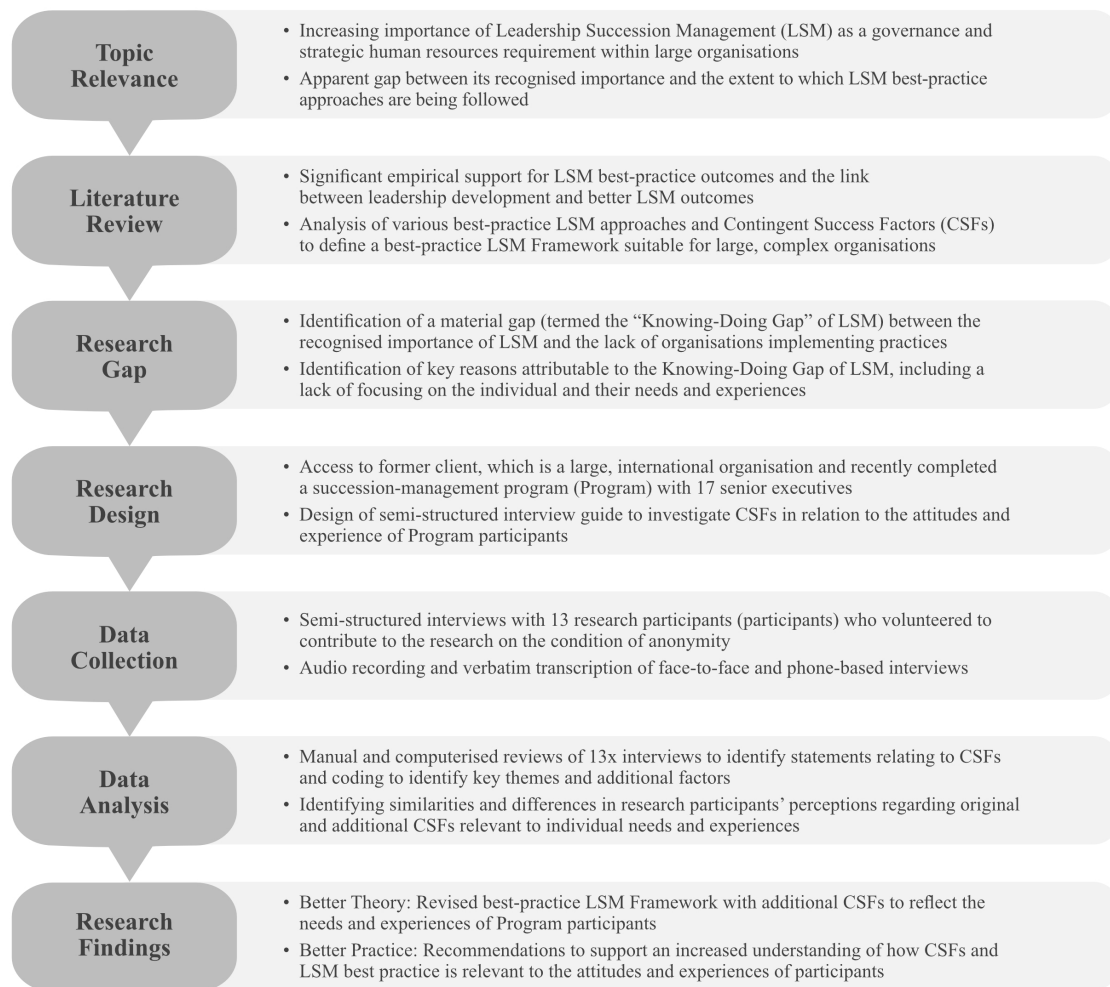 Topic
Relevance
• Increasing importance of Leadership Succession Management (LSM) as a governance and
strategic human resources requirement within large organisations
• Apparent gap between its recognised importance and the extent to which LSM best-practice
approaches are being followed
Literature
Review
• Significant empirical support for LSM best-practice outcomes and the link
between leadership development and better LSM outcomes
• Analysis of various best-practice LSM approaches and Contingent Success Factors (CSFs)
to define a best-practice LSM Framework suitable for large, complex organisations
Research
Gap
• Identification of a material gap (termed the “Knowing-Doing Gap” of LSM) between the
recognised importance of LSM and the lack of organisations implementing practices
• Identification of key reasons attributable to the Knowing-Doing Gap of LSM, including a
lack of focusing on the individual and their needs and experiences
Research
Design
• Access to former client, which is a large, international organisation and recently completed
a succession-management program (Program) with 17 senior executives
• Design of semi-structured interview guide to investigate CSFs in relation to the attitudes and
experience of Program participants
Data
Collection
• Semi-structured interviews with 13 research participants (participants) who volunteered to
contribute to the research on the condition of anonymity
• Audio recording and verbatim transcription of face-to-face and phone-based interviews
Data
Analysis
• Manual and computerised reviews of 13x interviews to identify statements relating to CSFs
and coding to identify key themes and additional factors
• Identifying similarities and differences in research participants’ perceptions regarding original
and additional CSFs relevant to individual needs and experiences
Research
Findings
• Better Theory: Revised best-practice LSM Framework with additional CSFs to reflect the
needs and experiences of Program participants
• Better Practice: Recommendations to support an increased understanding of how CSFs and
LSM best practice is relevant to the attitudes and experiences of participants